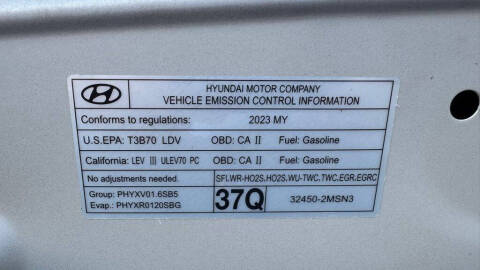 HYUNDAI MOTOR COMPANY
VEHICLE EMISSION CONTROL INFORMATION
Conforms to regulations: 2023 MY
U.S.EPA: T3B70 LDV OBD: CA II Fuel: Gasoline
California: LEV III ULEV70 PC OBD: CA II Fuel: Gasoline
No adjustments needed. SFI.WR-HO2S.HO2S.WU-TWC.TWC.EGR.EGRC
Group: PHYXV01.6SB5
Evap.: PHYXR0120SBG
37Q
32450-2MSN3